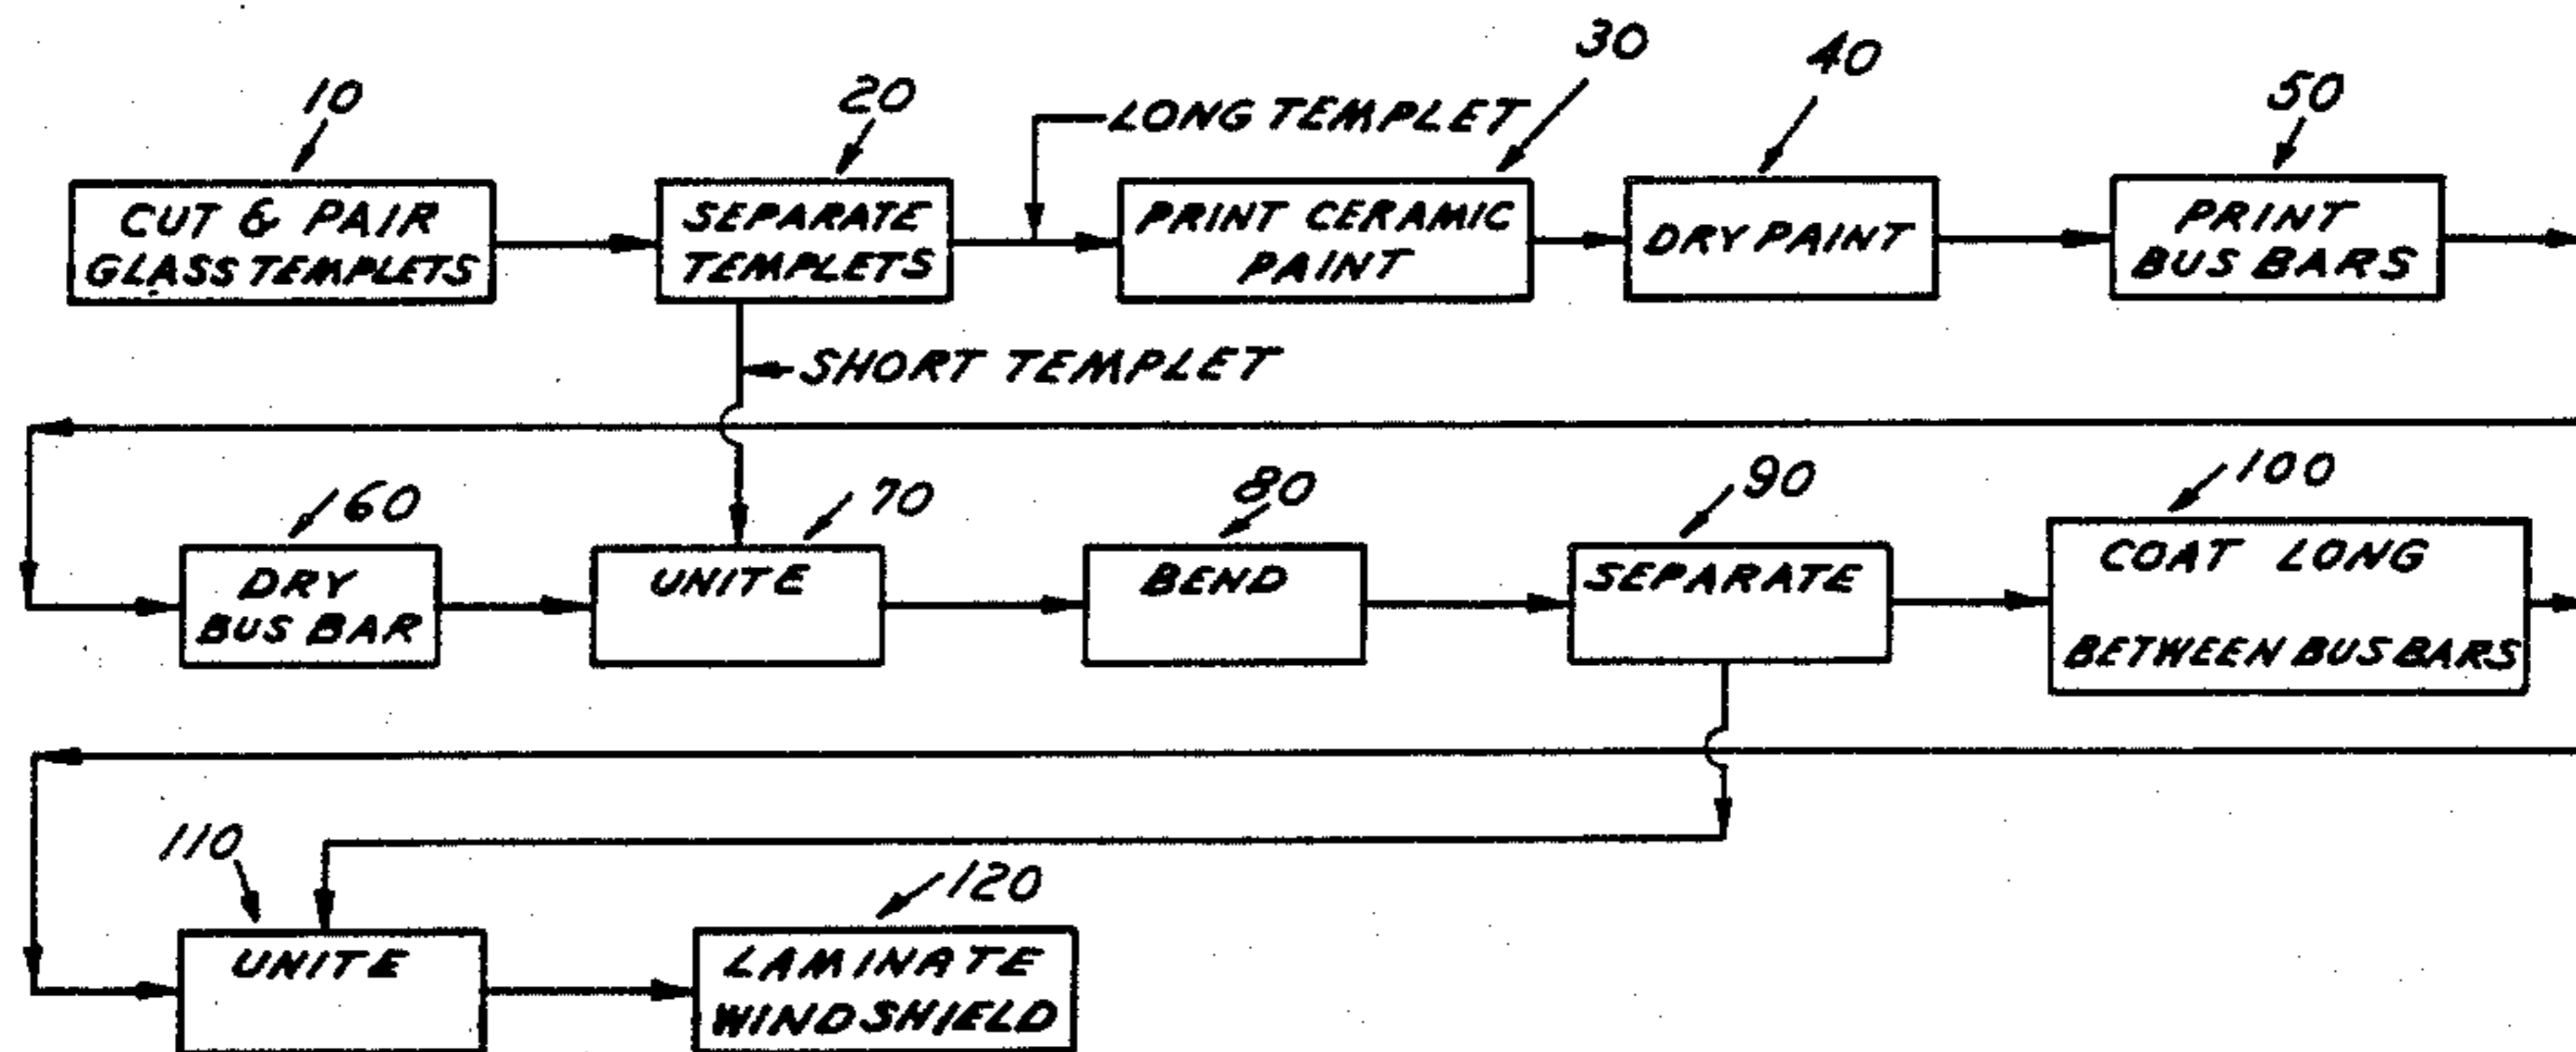 10
20
30
40
50
LONG TEMPLET
CUT & PAIR
GLASS TEMPLETS
SEPARATE
TEMPLETS
PRINT CERAMIC
PAINT
DRY PAINT
PRINT
BUS BARS
SHORT TEMPLET
60
70
80
90
100
DRY
BUS BAR
UNITE
BEND
SEPARATE
COAT LONG
BETWEEN BUS BARS
110
120
UNITE
LAMINATE
WINDSHIELD